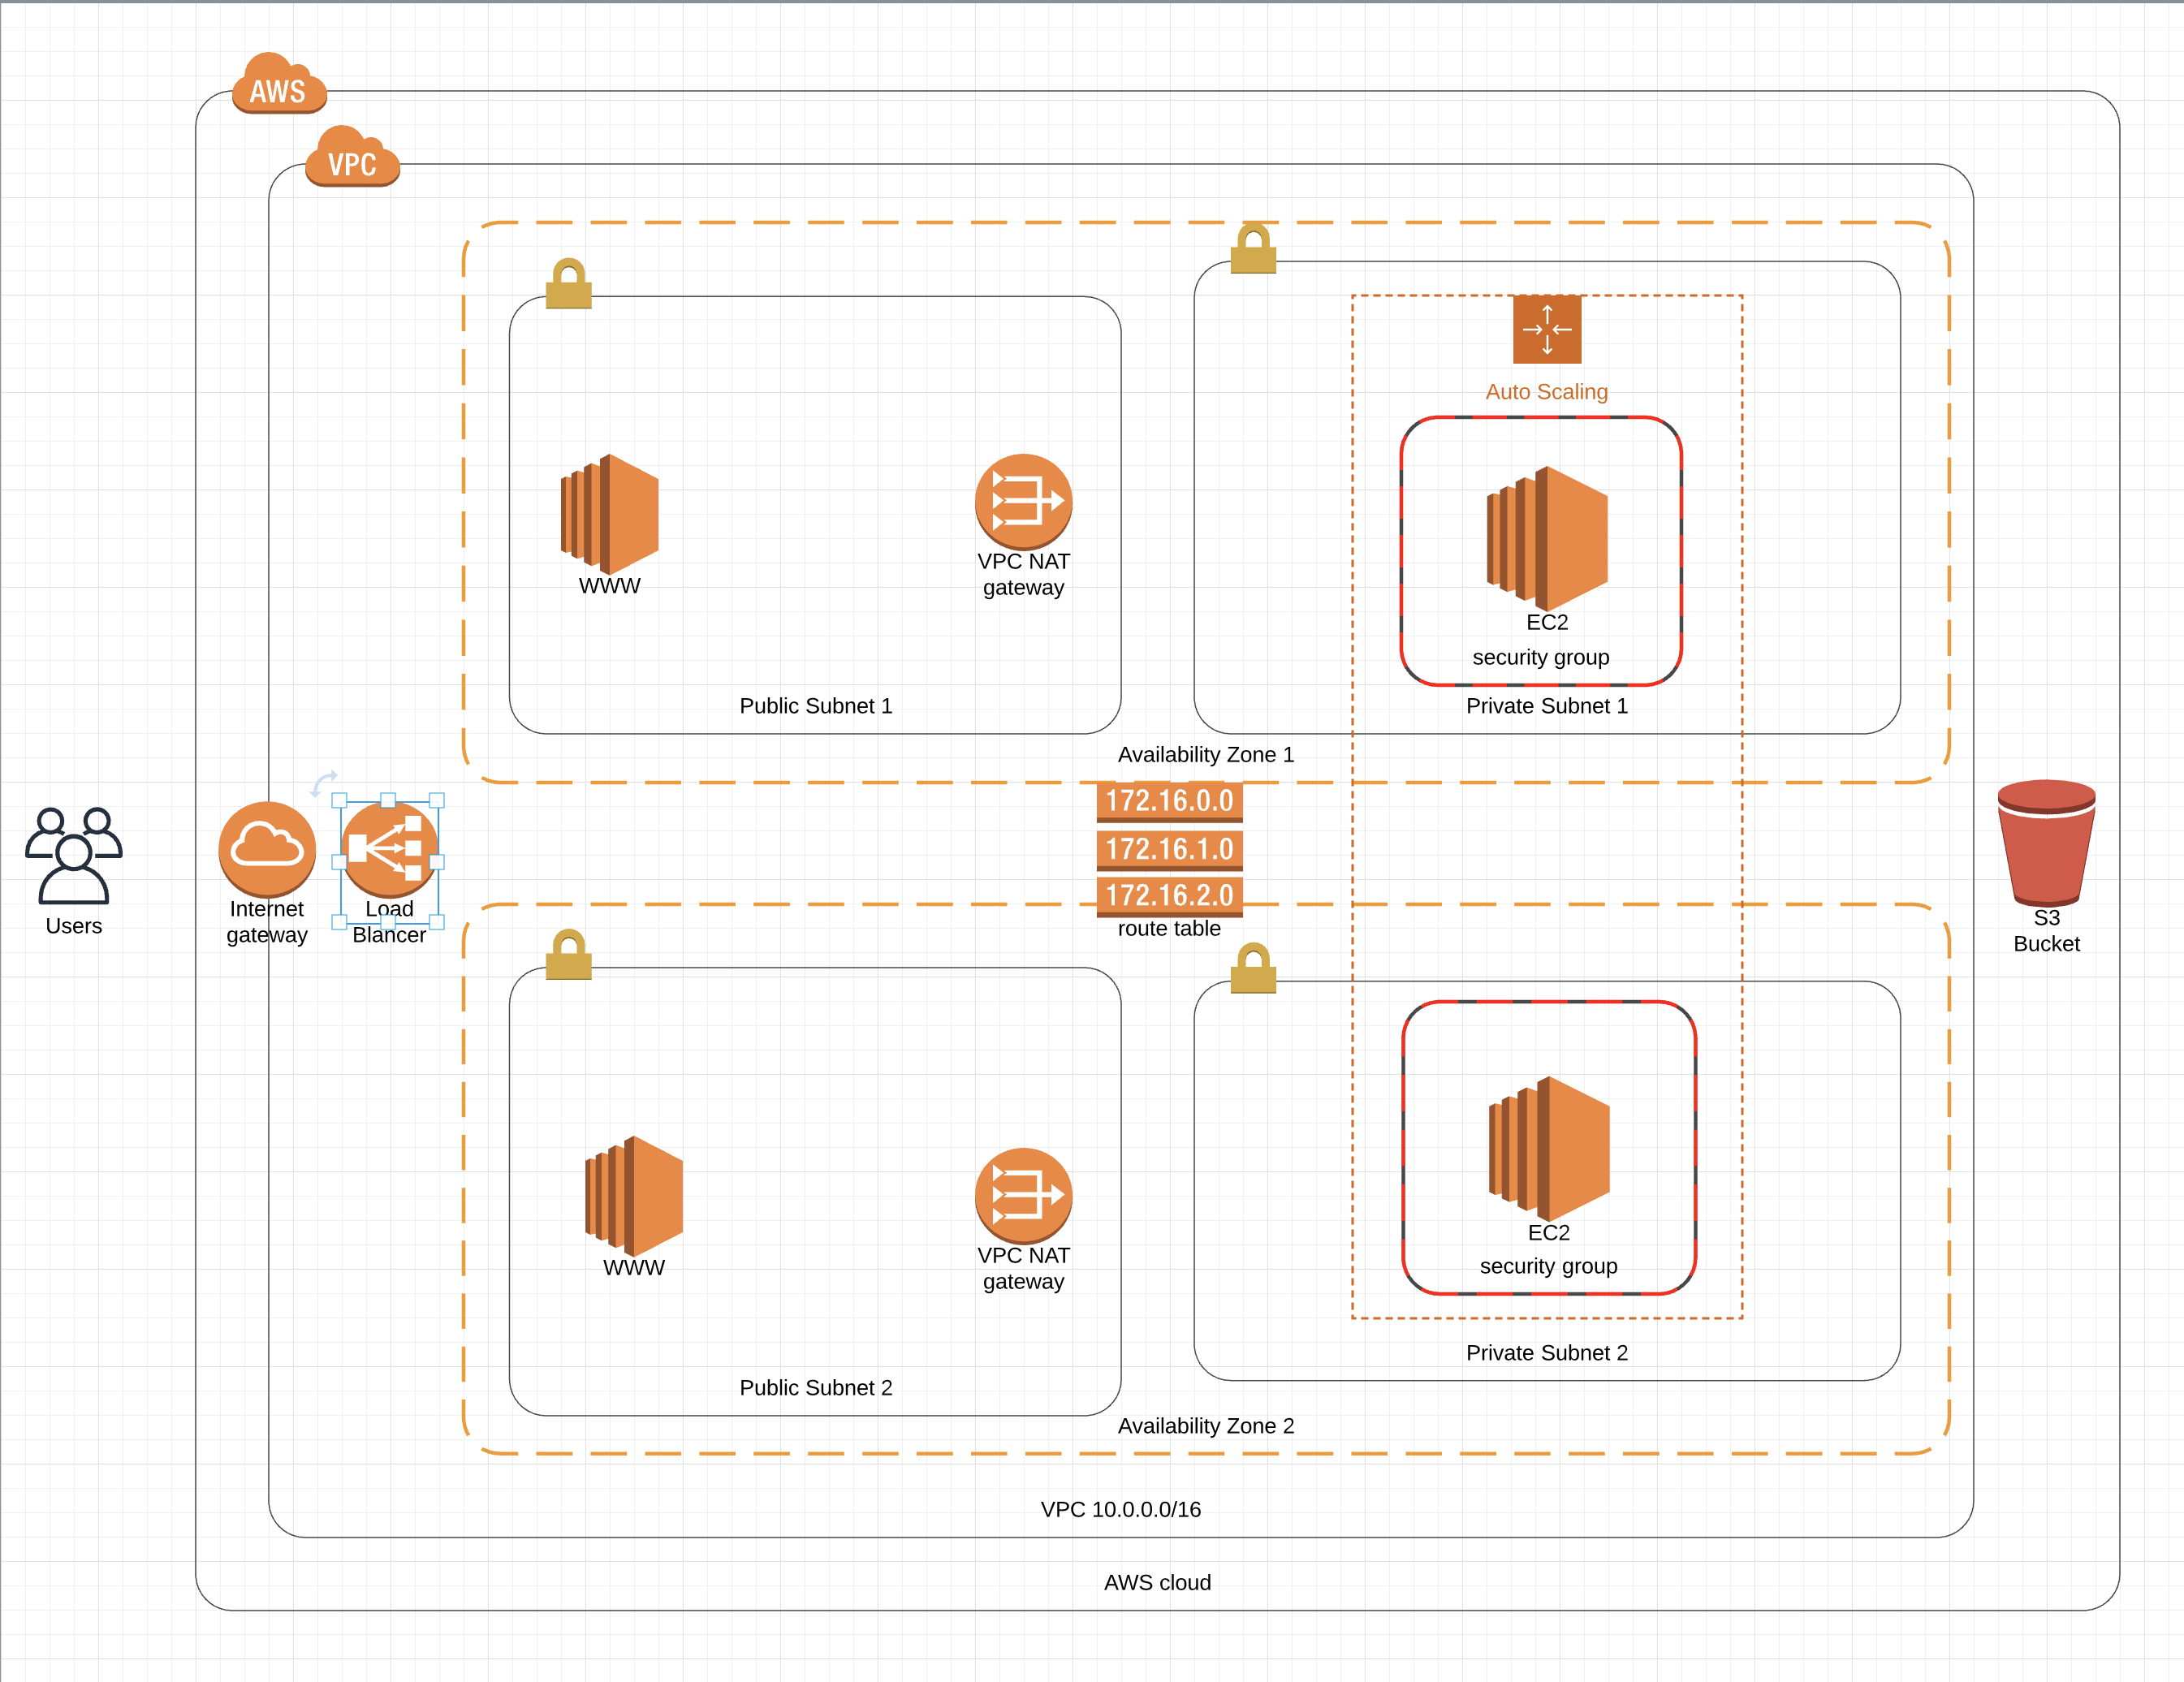 AWS
VPC
Auto Scaling
WWW
VPC NAT
gateway
EC2
security group
Public Subnet 1
Private Subnet 1
Availability Zone 1
172.16.0.0
172.16.1.0
172.16.2.0
route table
Users
Internet
gateway
Load
Blancer
S3
Bucket
WWW
VPC NAT
gateway
EC2
security group
Public Subnet 2
Private Subnet 2
Availability Zone 2
VPC 10.0.0.0/16
AWS cloud